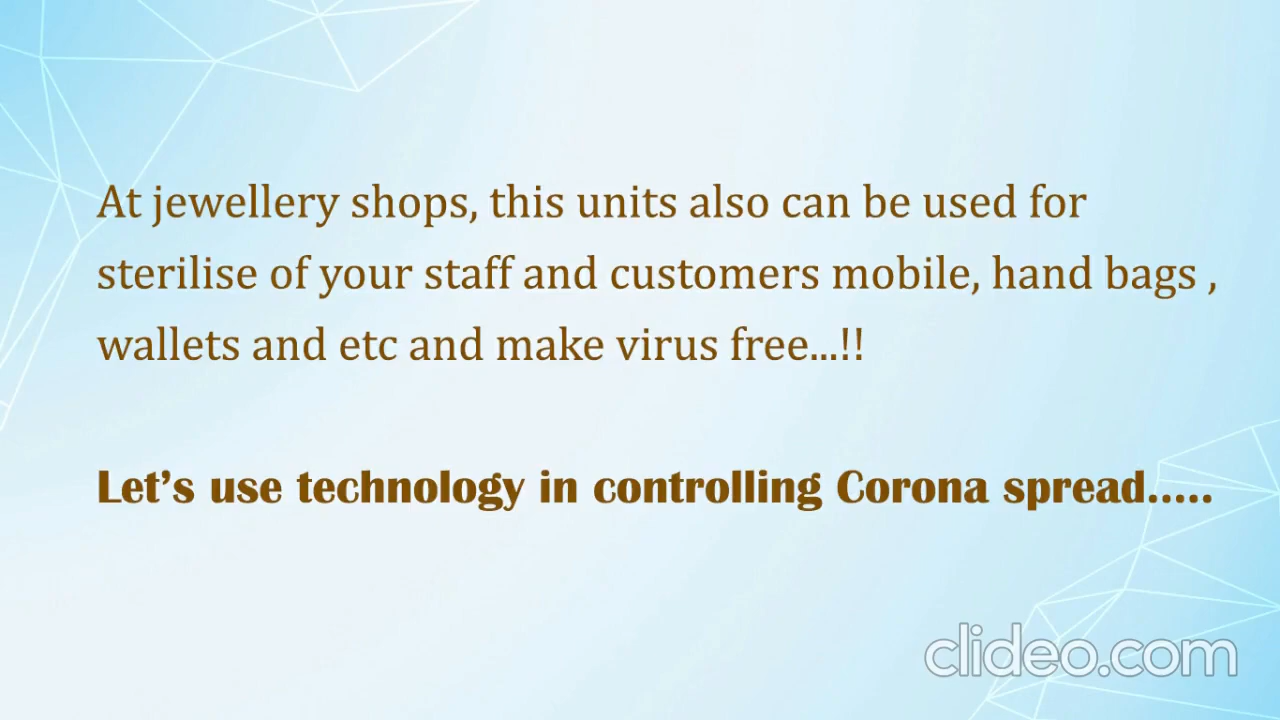 At jewellery shops, this units also can be used for
sterilise of your staff and customers mobile, hand bags ,
wallets and etc and make virus free...!!
Let’s use technology in controlling Corona spread.....
clideo.com